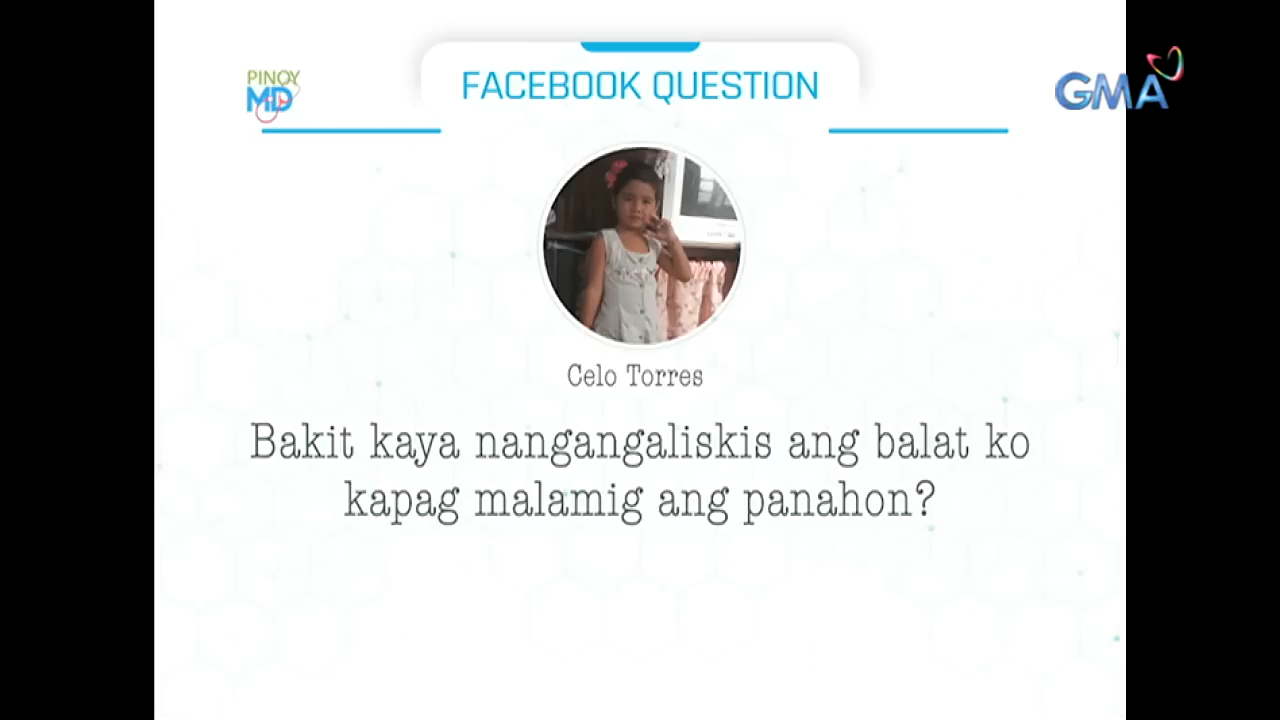 PINOY
MD
FACEBOOK QUESTION
GMA
Celo Torres
Bakit kaya nangangaliskis ang balat ko
kapag malamig ang panahon?